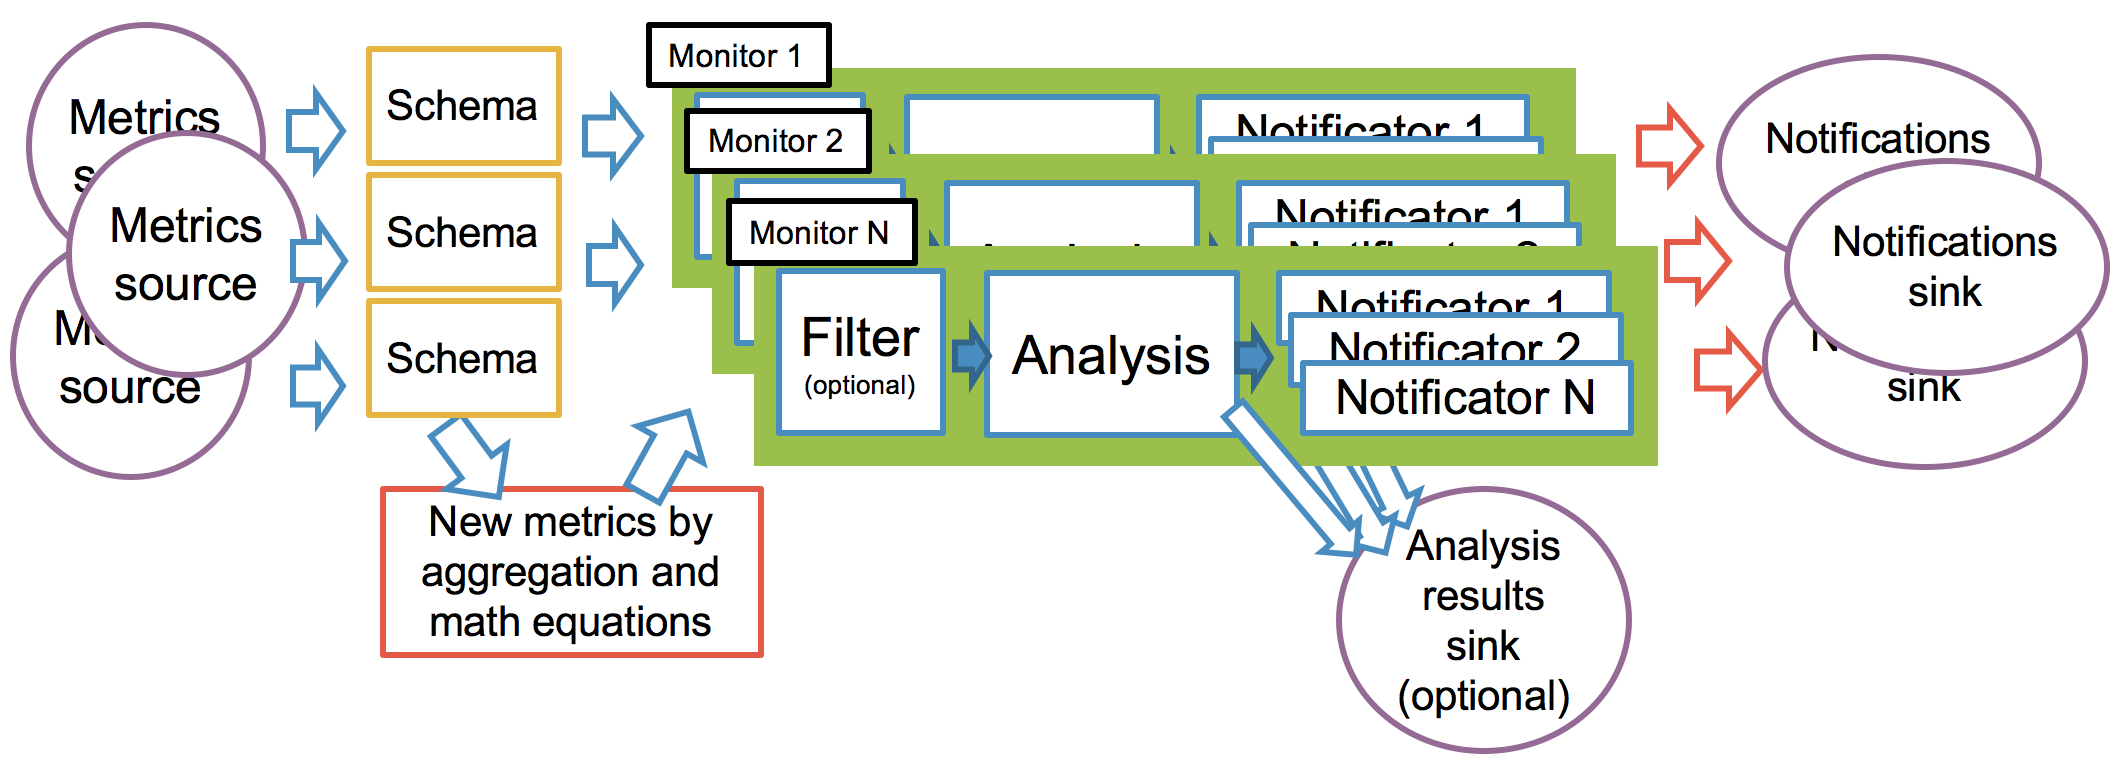 Metrics
Metrics
source
source
Schema
Schema
Schema
New metrics by
aggregation and
math equations
Monitor 1
Notificator 1
Monitor 2
Notificator 1
Monitor N
Filter
(optional)
Analysis
Notificator 1
Notificator 2
Notificator N
Notifications
Notifications
sink
sink
Analysis
results
sink
(optional)